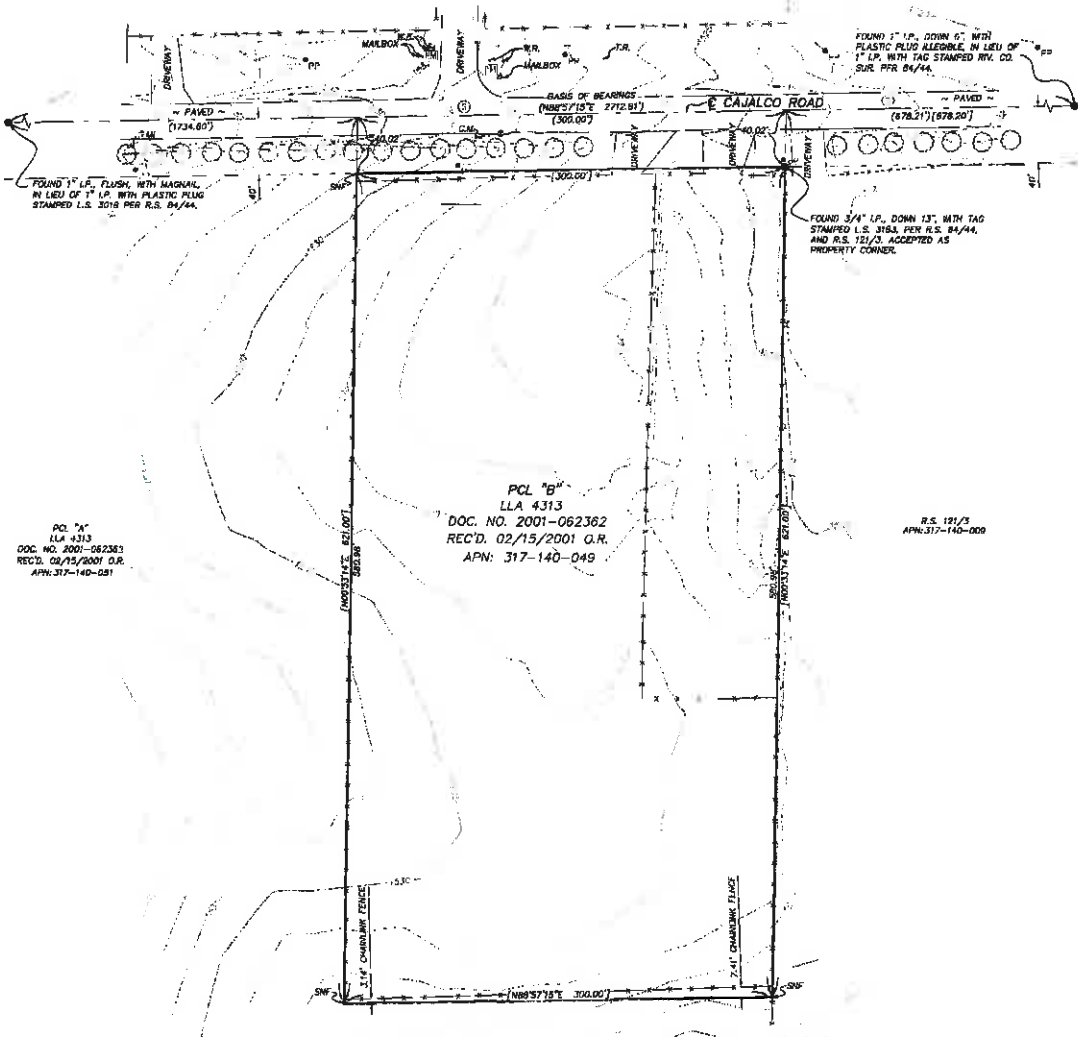 FOUND 1" I.P., DOWN 6", WITH
PLASTIC PLUG ILLEGIBLE, IN LIEU OF
1" I.P. WITH TAG STAMPED RIV. CO.
SUR. PER 84/44.
MAILBOX
DRIVEWAY
DRIVEWAY
PP
W.R.
MAILBOX
T.R.
PP
BASIS OF BEARINGS
(N88°57'15"E 2712.81')
(300.00')
CAJALCO ROAD
~ PAVED ~
(1734.60')
~ PAVED ~
(678.21')[678.20']
40.02'
G.M.
DRIVEWAY
DRIVEWAY
40.02'
DRIVEWAY
FOUND 1" I.P., FLUSH, WITH MAGNAIL,
IN LIEU OF 1" I.P. WITH PLASTIC PLUG
STAMPED L.S. 3018 PER R.S. 84/44.
40'
SNF
[300.00']
40'
FOUND 3/4" I.P., DOWN 13", WITH TAG
STAMPED L.S. 3163, PER R.S. 84/44,
AND R.S. 121/3. ACCEPTED AS
PROPERTY CORNER.
PCL "A"
LLA 4313
DOC. NO. 2001-062363
REC'D. 02/15/2001 O.R.
APN: 317-140-051
[N00°33'14"E 621.00']
580.98'
PCL "B"
LLA 4313
DOC. NO. 2001-062362
REC'D. 02/15/2001 O.R.
APN: 317-140-049
[N00°33'14"E 621.00']
580.98'
R.S. 121/3
APN: 317-140-009
1530
3.14' CHAINLINK FENCE
7.41' CHAINLINK FENCE
SNF
[N88°57'15"E 300.00']
SNF